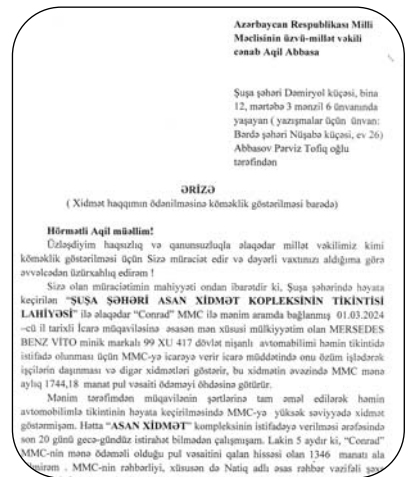 Azərbaycan Respublikası Milli
Məclisinin üzvü-millət vəkili
cənab Aqil Abbasa
Şuşa şəhəri Dəmiryol küçəsi, bina
12, mərtəbə 3 mənzil 6 ünvanında
yaşayan ( yazışmalar üçün ünvan:
Bərdə şəhəri Nüşabə küçəsi, ev 26)
Abbasov Pərviz Tofiq oğlu
tərəfindən
ƏRİZƏ
( Xidmət haqqımın ödənilməsinə köməklik göstərilməsi barədə)
Hörmətli Aqil müəllim!
Üzləşdiyim haqsızlıq və qanunsuzluqla əlaqədar millət vəkilimiz kimi
köməklik göstərilməsi üçün Sizə müraciət edir və dəyərli vaxtınızı aldığıma görə
əvvəlcədən üzürxahlıq edirəm !
Sizə olan müraciətimin mahiyyəti ondan ibarətdir ki, Şuşa şəhərində həyata
keçirilən “ŞUŞA ŞƏHƏRİ ASAN XİDMƏT KOPLEKSİNİN TİKİNTİSİ
LAHİYƏSİ” ilə əlaqədar “Conrad” MMC ilə mənim aramda bağlanmış 01.03.2024
–cü il tarixli İcarə müqaviləsinə əsasən mən xüsusi mülkiyyətim olan MERSEDES
BENZ VİTO minik markalı 99 XU 417 dövlət nişanlı avtomabilimi həmin tikintidə
istifadə olunması üçün MMC-yə icarəyə verir icarə müddətində onu özüm işlədərək
işçilərin daşınması və digər xidmətləri göstərir, bu xidmətin əvəzində MMC mənə
aylıq 1744,18 manat pul vəsaiti ödəməyi öhdəsinə götürür.
Mənim tərəfimdən müqavilənin şərtlərinə tam əməl edilərək həmin
avtomobilimlə tikintinin həyata keçirilməsində MMC-yə yüksək səviyyədə xidmət
göstərmişəm. Hətta “ASAN XİDMƏT” kompleksinin istifadəyə verilməsi ərəfəsində
son 20 günü gecə-gündüz istirahət bilmədən çalışmışam. Lakin 5 aydır ki, “Conrad”
MMC-nin mənə ödəməli olduğu pul vəsaitini qalan hissəsi olan 1346 manatı ala
bilmirəm . MMC-nin rəhbərliyi, xüsusən də Natiq adlı əsas rəhbər vəzifəli şəxs